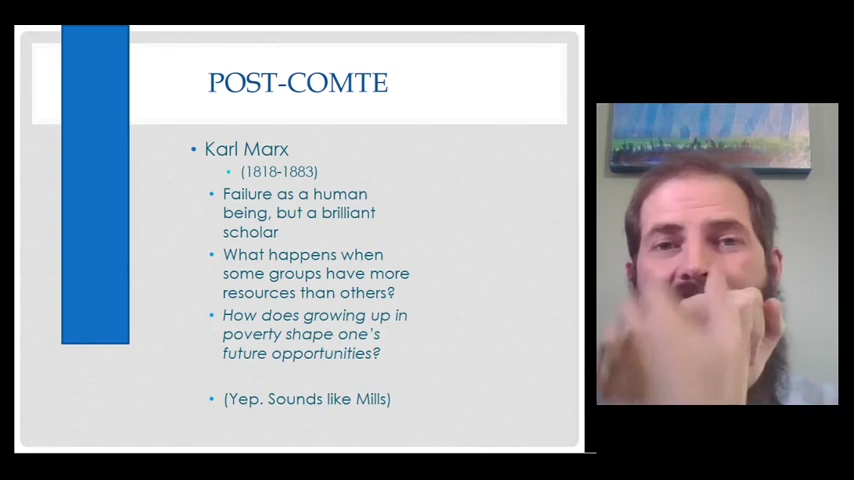 POST-COMTE
• Karl Marx
• (1818-1883)
• Failure as a human
being, but a brilliant
scholar
• What happens when
some groups have more
resources than others?
• How does growing up in
poverty shape one's
future opportunities?
• (Yep. Sounds like Mills)